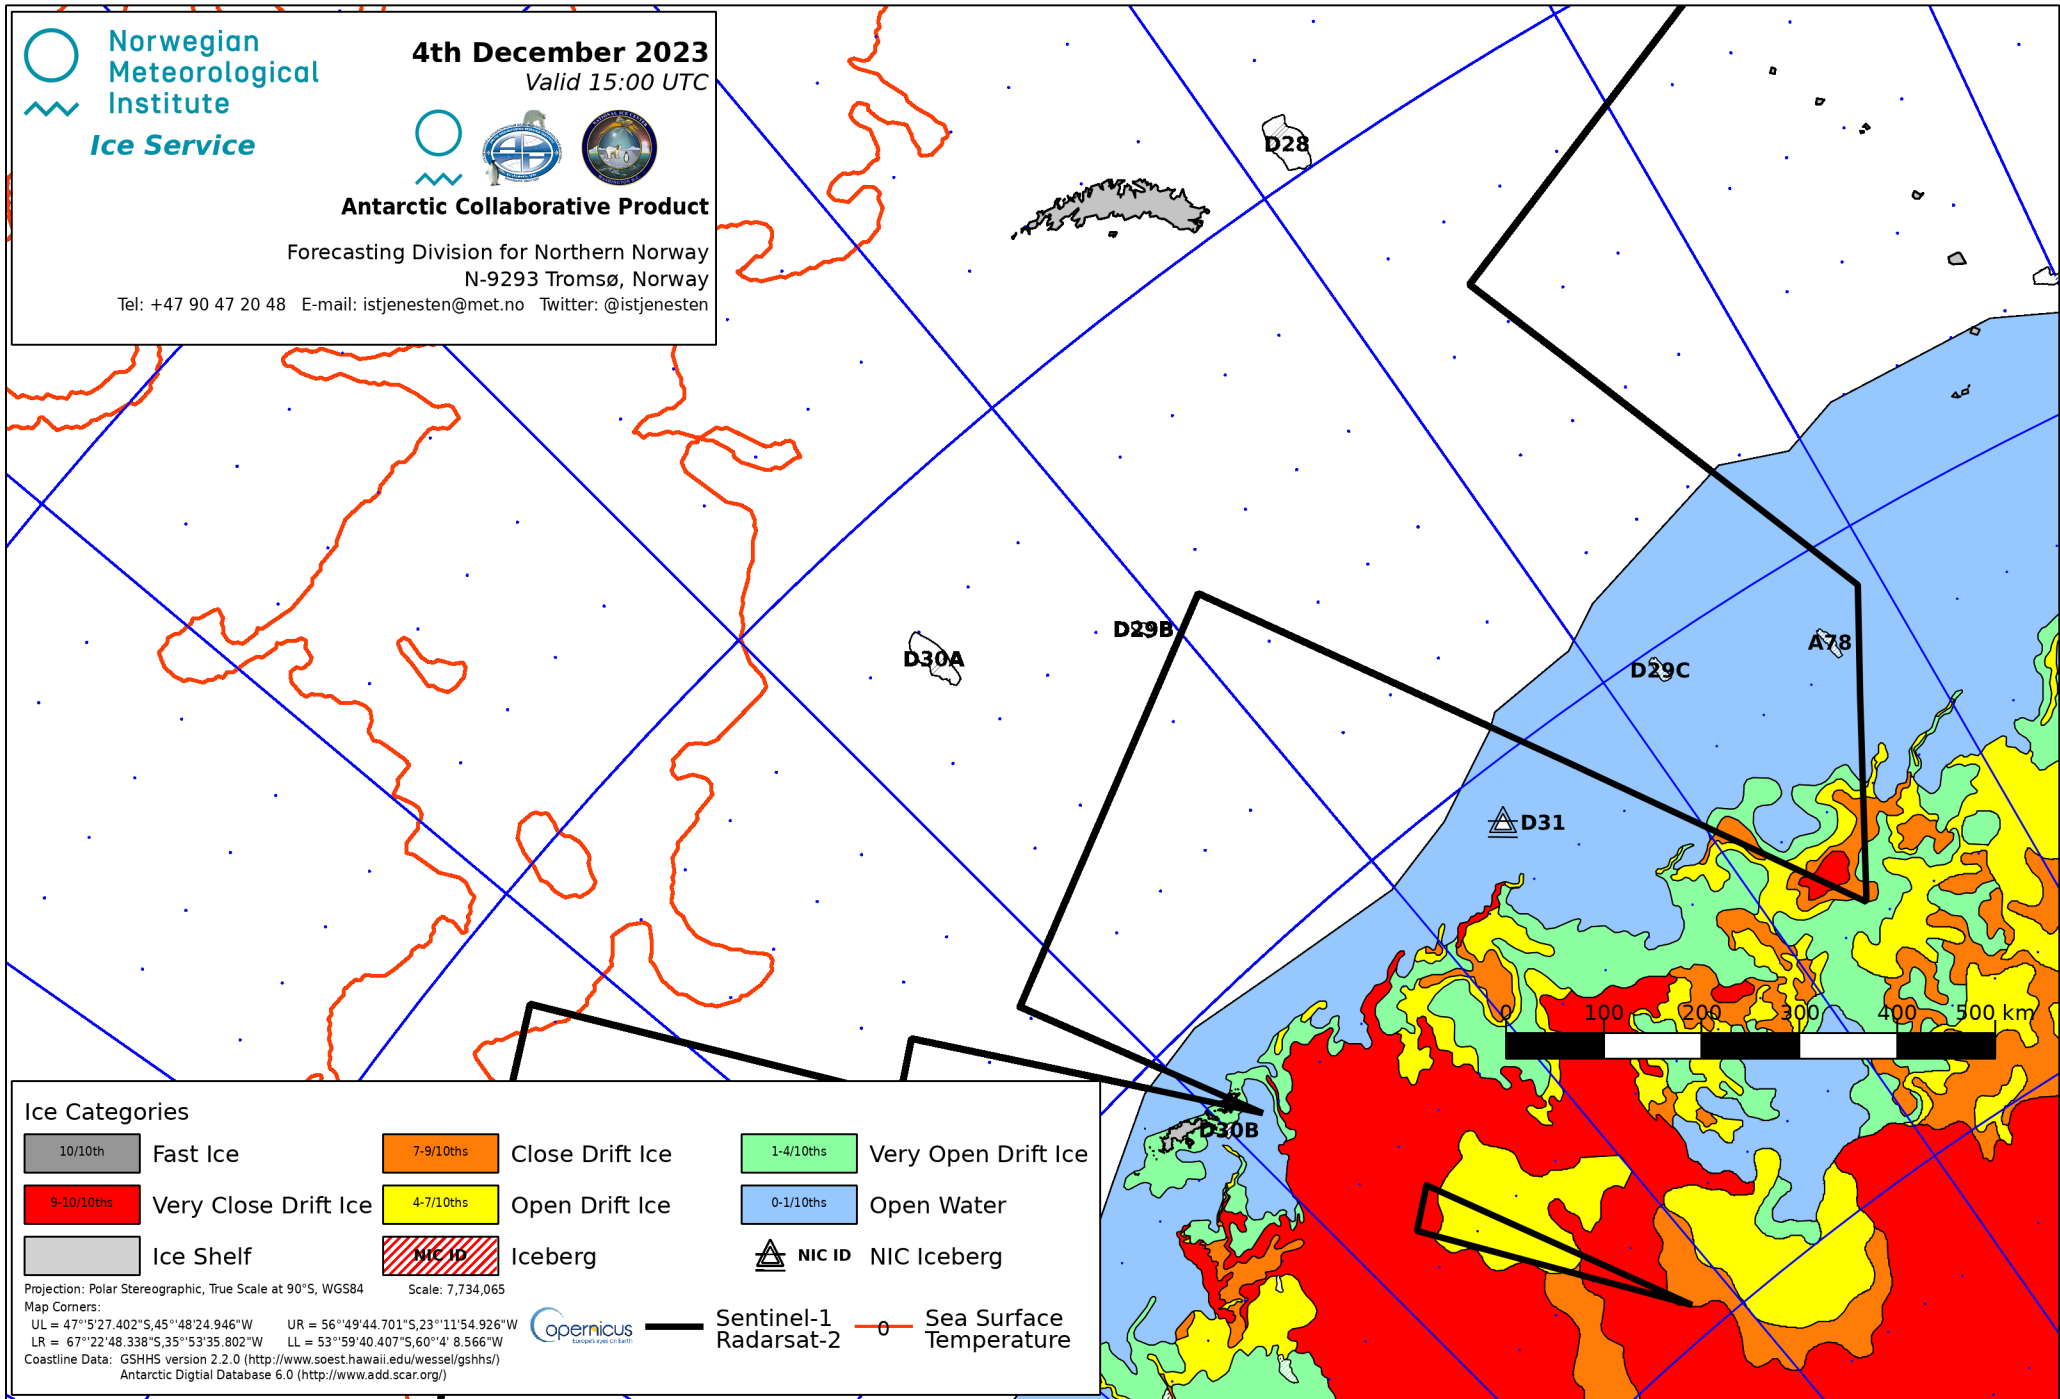 Norwegian
Meteorological
Institute
Ice Service
4th December 2023
Valid 15:00 UTC
Antarctic Collaborative Product
Forecasting Division for Northern Norway
N-9293 Tromsø, Norway
Tel: +47 90 47 20 48 E-mail: istjenesten@met.no Twitter: @istjenesten
D28
D29B
D30A
A78
D29C
D31
D30B
0 100 200 300 400 500 km
Ice Categories
10/10th Fast Ice
7-9/10ths Close Drift Ice
1-4/10ths Very Open Drift Ice
9-10/10ths Very Close Drift Ice
4-7/10ths Open Drift Ice
0-1/10ths Open Water
Ice Shelf
NIC ID Iceberg
NIC ID NIC Iceberg
Projection: Polar Stereographic, True Scale at 90°S, WGS84 Scale: 7,734,065
Map Corners:
UL = 47°'5'27.402"S,45°'48'24.946"W UR = 56°'49'44.701"S,23°'11'54.926"W
LR = 67°'22'48.338"S,35°'53'35.802"W LL = 53°'59'40.407"S,60°'4' 8.566"W
Coastline Data: GSHHS version 2.2.0 (http://www.soest.hawaii.edu/wessel/gshhs/)
Antarctic Digtial Database 6.0 (http://www.add.scar.org/)
opernicus
Europe's eyes on Earth
Sentinel-1
Radarsat-2
0
Sea Surface
Temperature